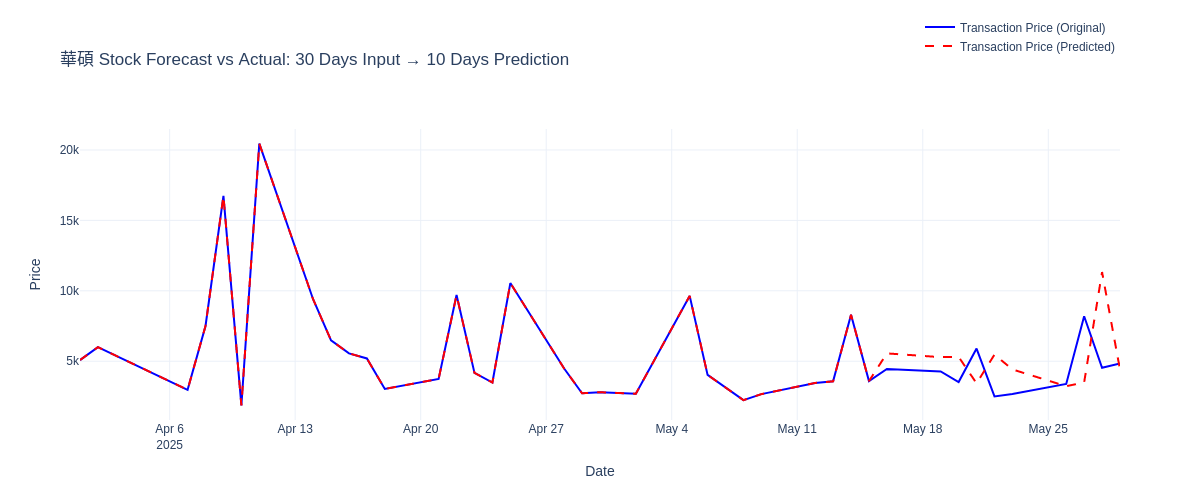 Transaction Price (Original)
Transaction Price (Predicted)
華碩 Stock Forecast vs Actual: 30 Days Input → 10 Days Prediction
20k
15k
10k
5k
Price
Apr 6
2025
Apr 13
Apr 20
Apr 27
May 4
May 11
May 18
May 25
Date